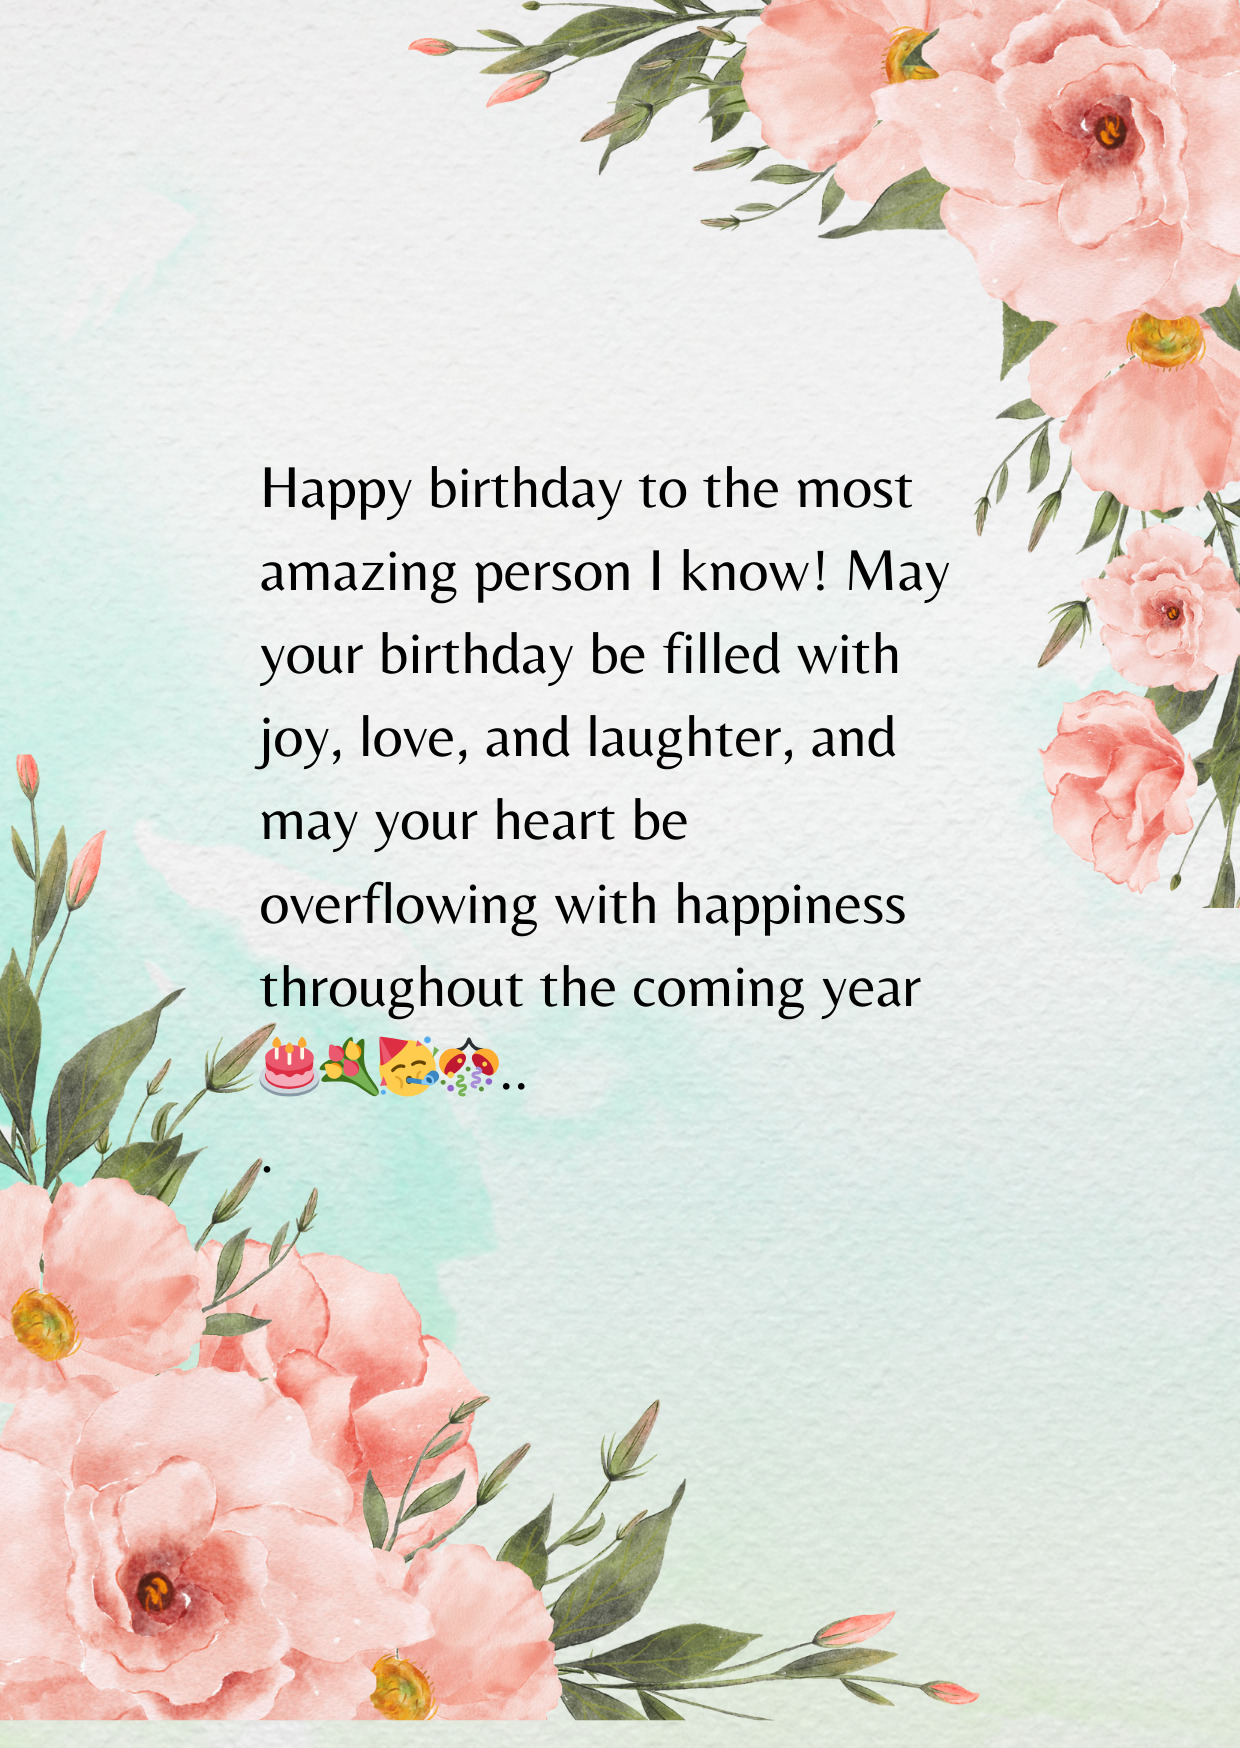 Happy birthday to the most
amazing person I know! May
your birthday be filled with
joy, love, and laughter, and
may your heart be
overflowing with happiness
throughout the coming year
🎂💐🥳🎊..
.